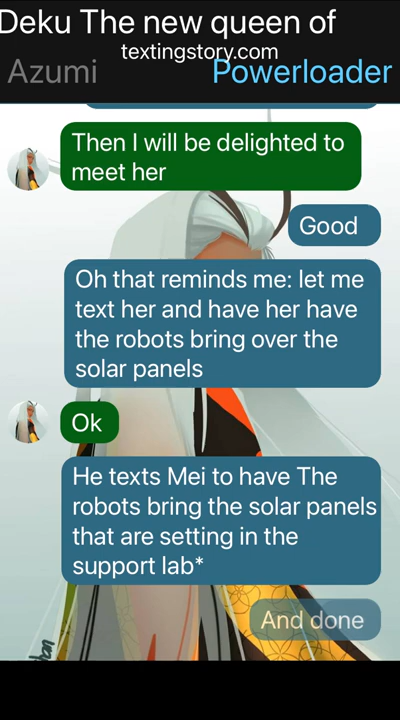 Deku The new queen of
textingstory.com
Azumi Powerloader
Then I will be delighted to
meet her
Good
Oh that reminds me: let me
text her and have her have
the robots bring over the
solar panels
Ok
He texts Mei to have The
robots bring the solar panels
that are setting in the
support lab*
And done